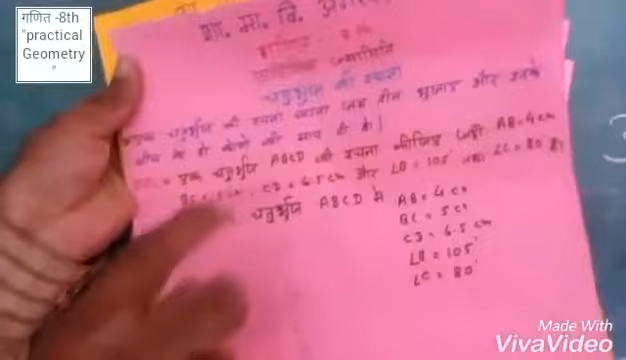 गणित -8th
"practical
Geometry
"
शा. मा. वि.
चतुर्भुज की रचना
एक चतुर्भुज की रचना करना जब तीन भुजाए और उनके
बीच के दो कोणों की माप दी हो।
एक चतुर्भुज ABCD की रचना कीजिए जहाँ AB=4 cm
BC = 5 cm, CD = 6.5 cm और ∠B = 105° तथा ∠C = 80° है।
चतुर्भुज ABCD में AB = 4 cm
BC = 5 cm
CD = 6.5 cm
∠B = 105°
∠C = 80°
Made With
VivaVideo